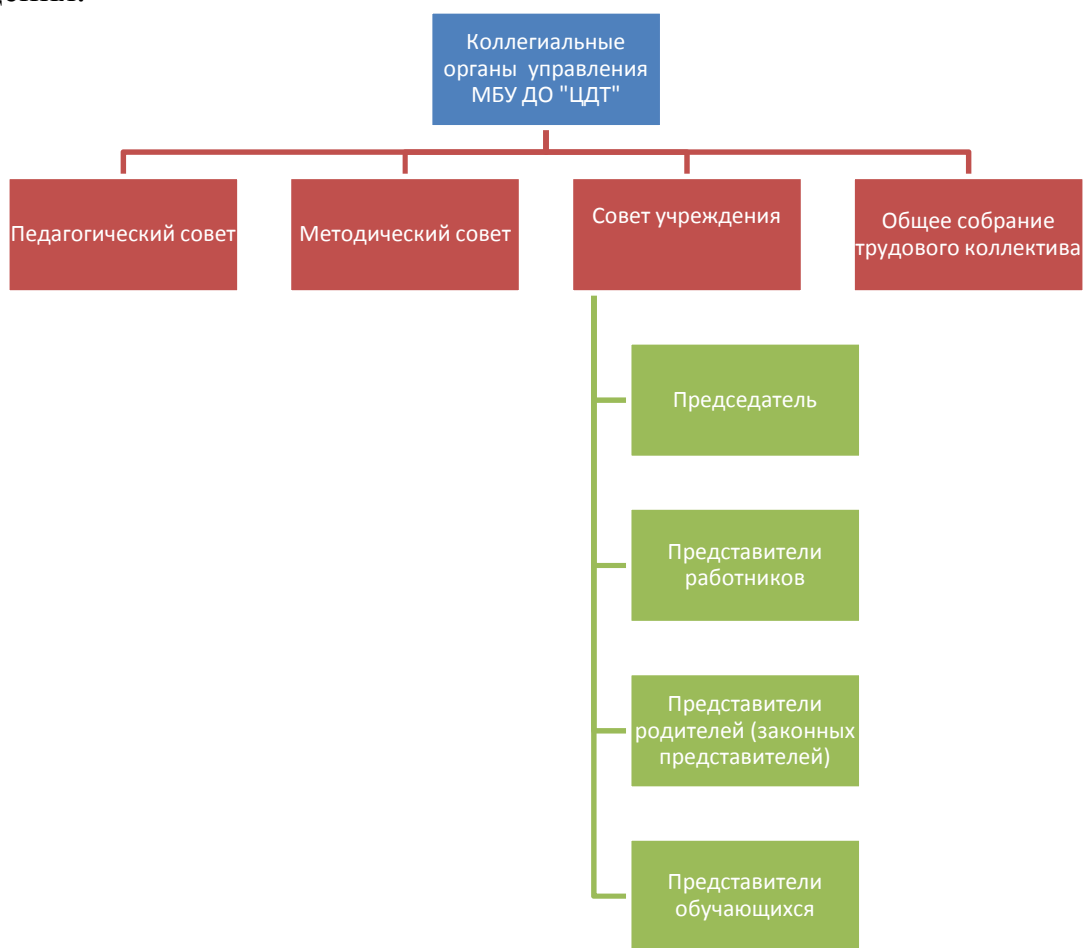 Коллегиальные
органы управления
МБУ ДО "ЦДТ"
Педагогический совет
Методический совет
Совет учреждения
Общее собрание
трудового коллектива
Председатель
Представители
работников
Представители
родителей (законных
представителей)
Представители
обучающихся